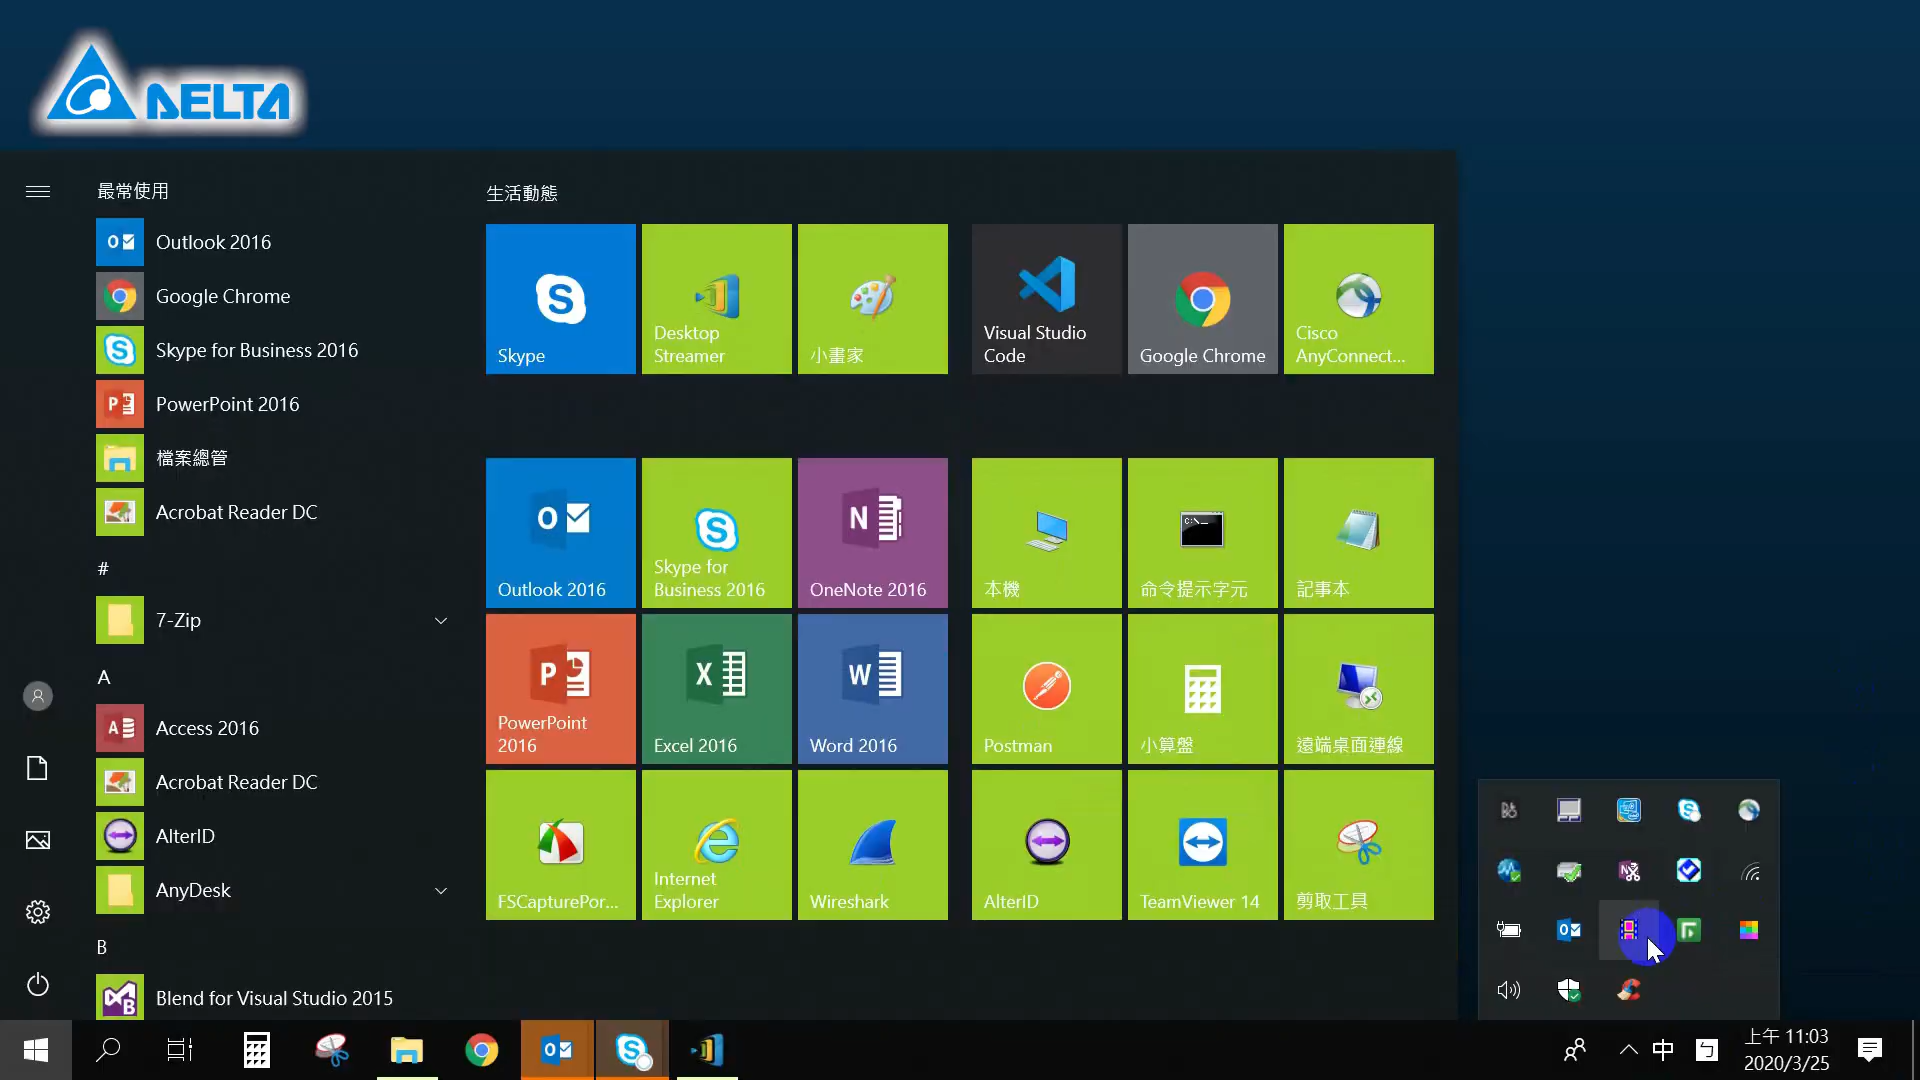 DELTA
最常使用
Outlook 2016
Google Chrome
Skype for Business 2016
PowerPoint 2016
檔案總管
Acrobat Reader DC
#
7-Zip
A
Access 2016
Acrobat Reader DC
AlterID
AnyDesk
B
Blend for Visual Studio 2015
生活動態
Skype
Desktop
Streamer
小畫家
Visual Studio
Code
Google Chrome
Cisco
AnyConnect...
Outlook 2016
Skype for
Business 2016
OneNote 2016
本機
命令提示字元
記事本
PowerPoint
2016
Excel 2016
Word 2016
Postman
小算盤
遠端桌面連線
FSCapturePor...
Internet
Explorer
Wireshark
AlterID
TeamViewer 14
剪取工具
中
ㄅ
上午 11:03
2020/3/25